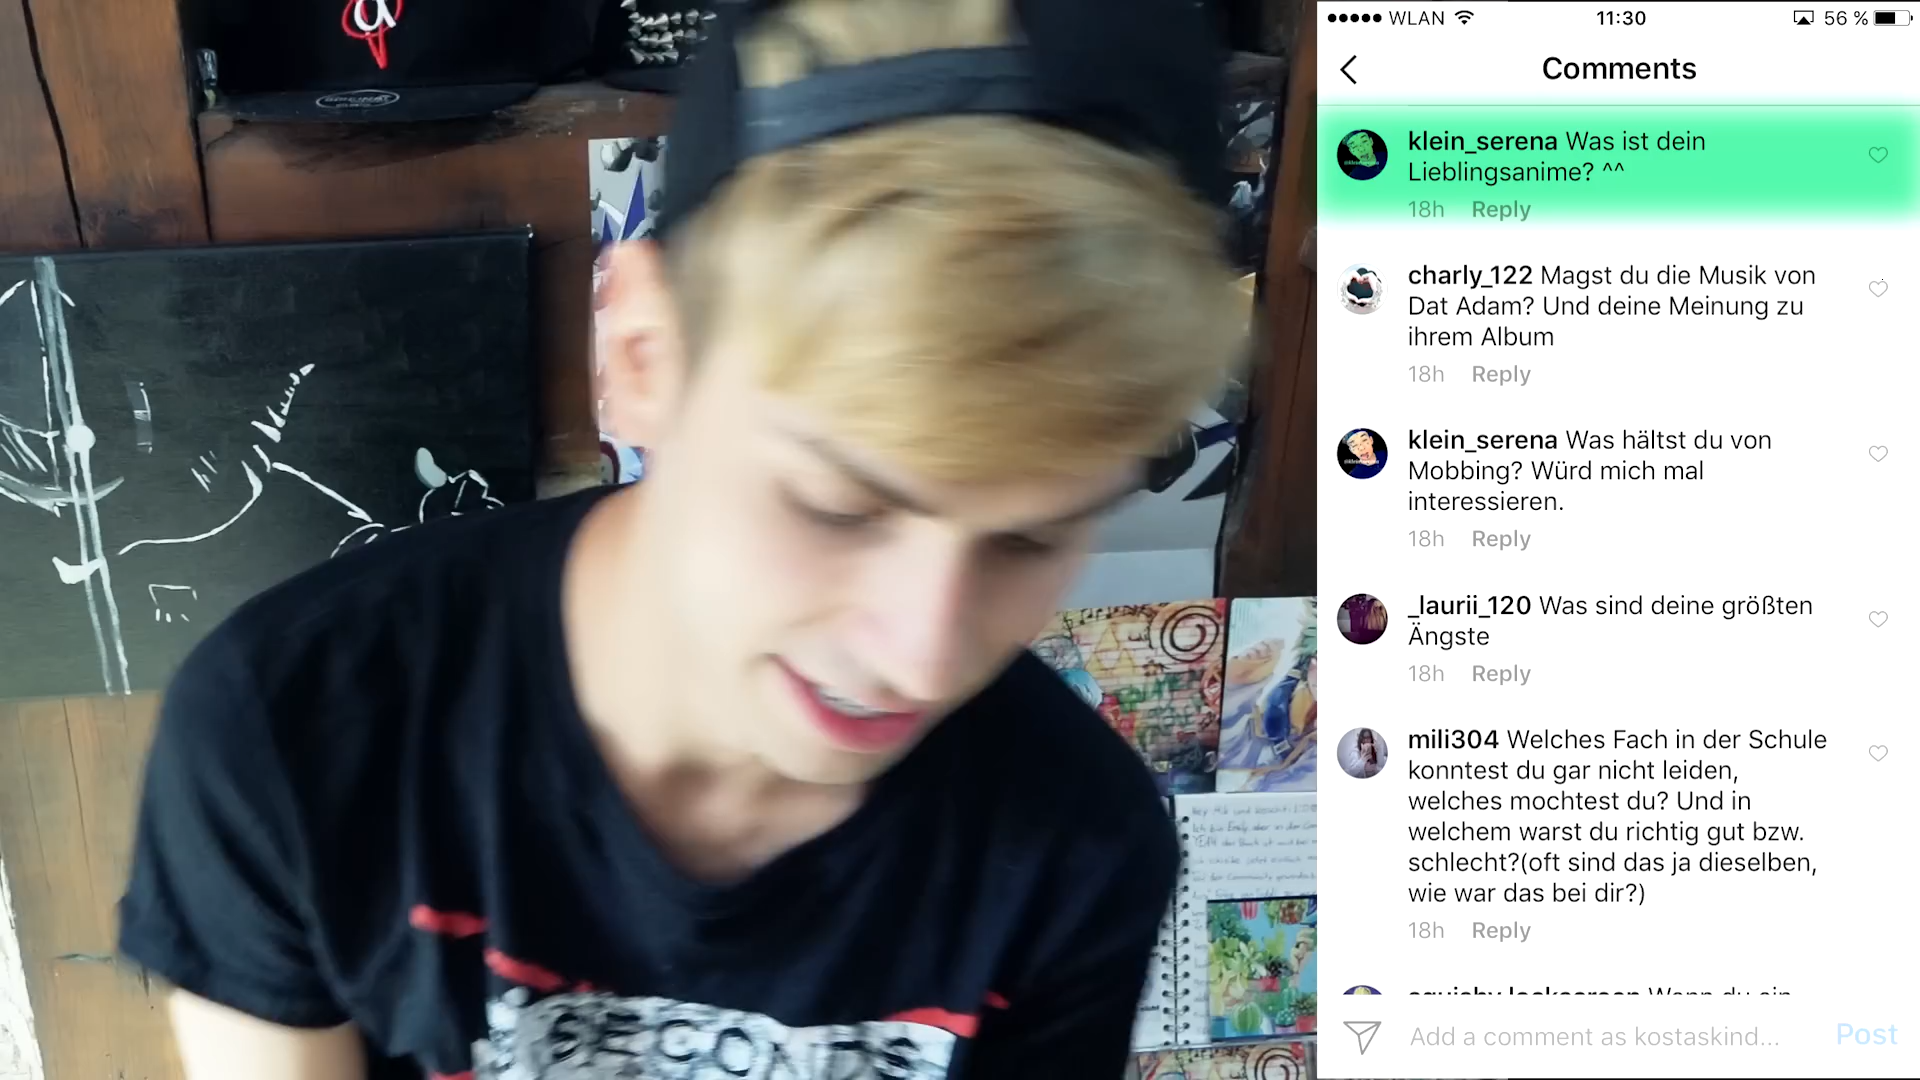 WLAN 11:30 56 %
Comments
klein_serena Was ist dein
Lieblingsanime? ^^
18h Reply
charly_122 Magst du die Musik von
Dat Adam? Und deine Meinung zu
ihrem Album
18h Reply
klein_serena Was hältst du von
Mobbing? Würd mich mal
interessieren.
18h Reply
_laurii_120 Was sind deine größten
Ängste
18h Reply
mili304 Welches Fach in der Schule
konntest du gar nicht leiden,
welches mochtest du? Und in
welchem warst du richtig gut bzw.
schlecht?(oft sind das ja dieselben,
wie war das bei dir?)
18h Reply
Add a comment as kostaskind...
Post
SECONDS